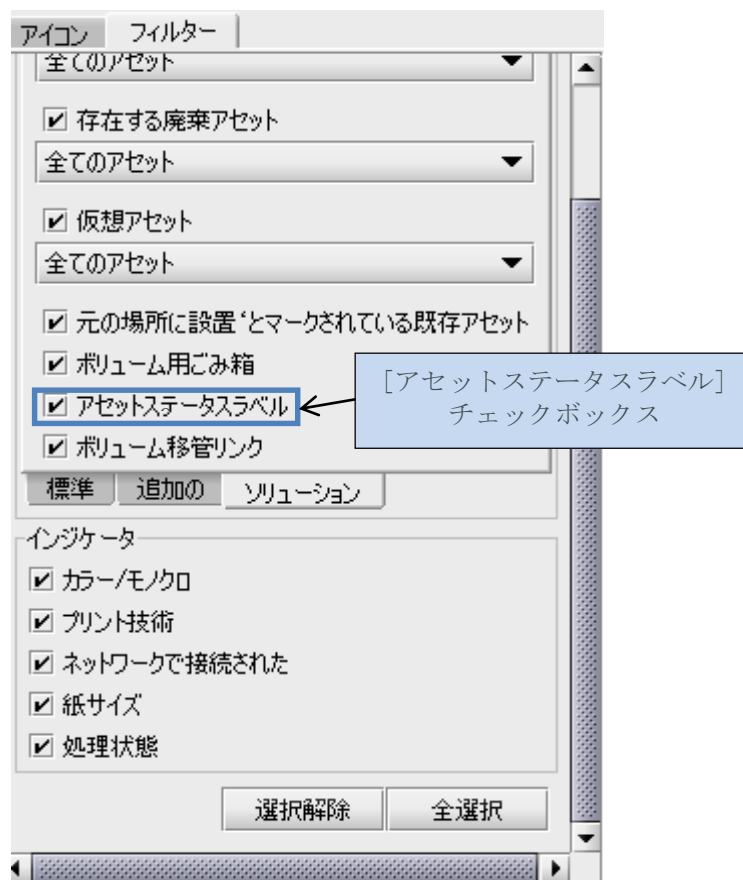 アイコン フィルター
全てのアセット
存在する廃棄アセット
全てのアセット
仮想アセット
全てのアセット
元の場所に設置‘とマークされている既存アセット
ボリューム用ごみ箱
[アセットステータスラベル]
チェックボックス
アセットステータスラベル
ボリューム移管リンク
標準 追加の ソリューション
インジケータ
カラー/モノクロ
プリント技術
ネットワークで接続された
紙サイズ
処理状態
選択解除 全選択